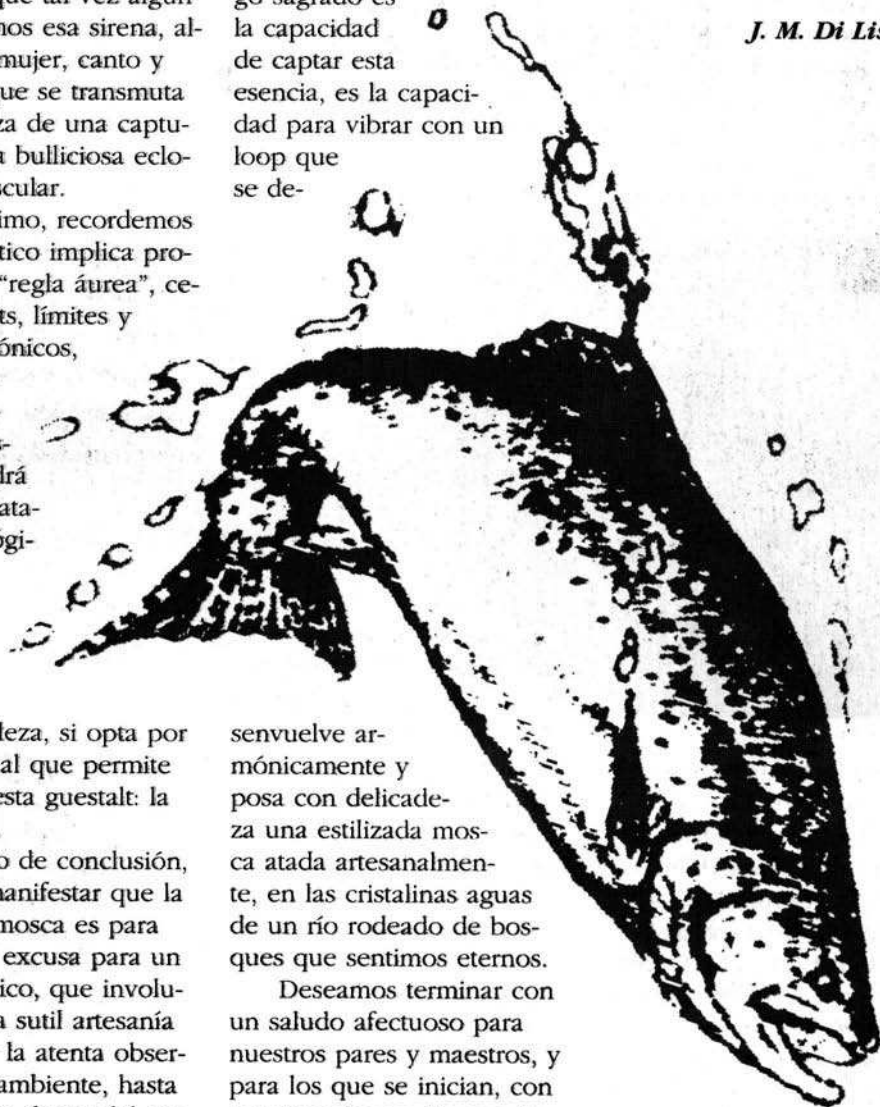 que tal vez algún
nos esa sirena, al-
mujer, canto y
que se transmuta
za de una captu-
a bulliciosa eclo-
scular.
timo, recordemos
tico implica pro-
"regla áurea", ce-
ts, límites y
ónicos,
drá
ata-
ógi-
leza, si opta por
al que permite
esta guestalt: la
o de conclusión,
manifestar que la
mosca es para
excusa para un
ico, que involu-
a sutil artesanía
la atenta obser-
ambiente, hasta
go sagrado es
la capacidad
de captar esta
esencia, es la capaci-
dad para vibrar con un
loop que
se de-
senvuelve ar-
mónicamente y
posa con delicade-
za una estilizada mos-
ca atada artesanalmen-
te, en las cristalinas aguas
de un río rodeado de bos-
ques que sentimos eternos.
Deseamos terminar con
un saludo afectuoso para
nuestros pares y maestros, y
para los que se inician, con
J. M. Di Lis